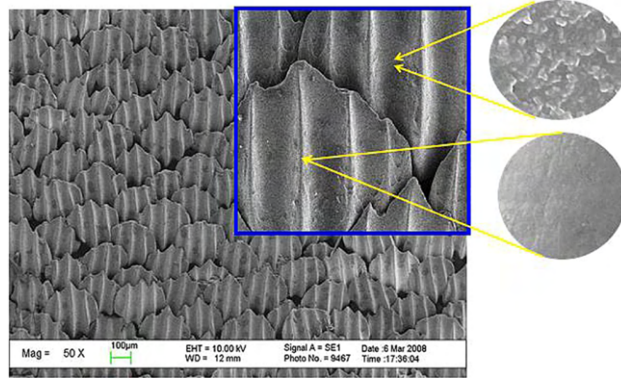 Mag = 50 X
100µm
EHT = 10.00 kV
WD = 12 mm
Signal A = SE1
Photo No. = 9467
Date :6 Mar 2008
Time :17:36:04